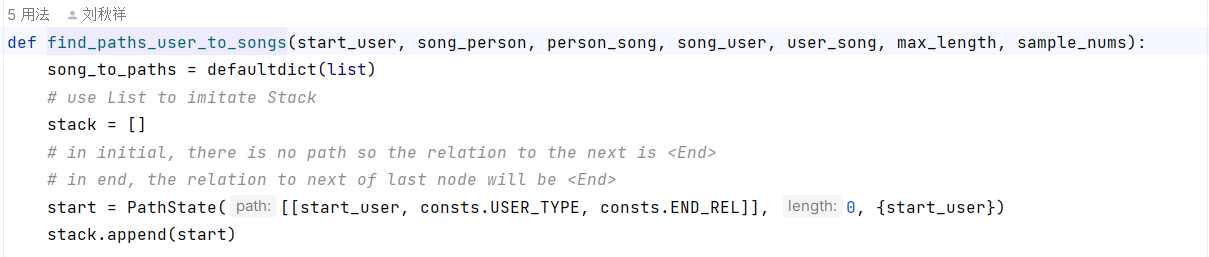 5 用法 刘秋祥
def find_paths_user_to_songs(start_user, song_person, person_song, song_user, user_song, max_length, sample_nums):
song_to_paths = defaultdict(list)
# use List to imitate Stack
stack = []
# in initial, there is no path so the relation to the next is <End>
# in end, the relation to next of last node will be <End>
start = PathState( path: [[start_user, consts.USER_TYPE, consts.END_REL]], length: 0, {start_user})
stack.append(start)